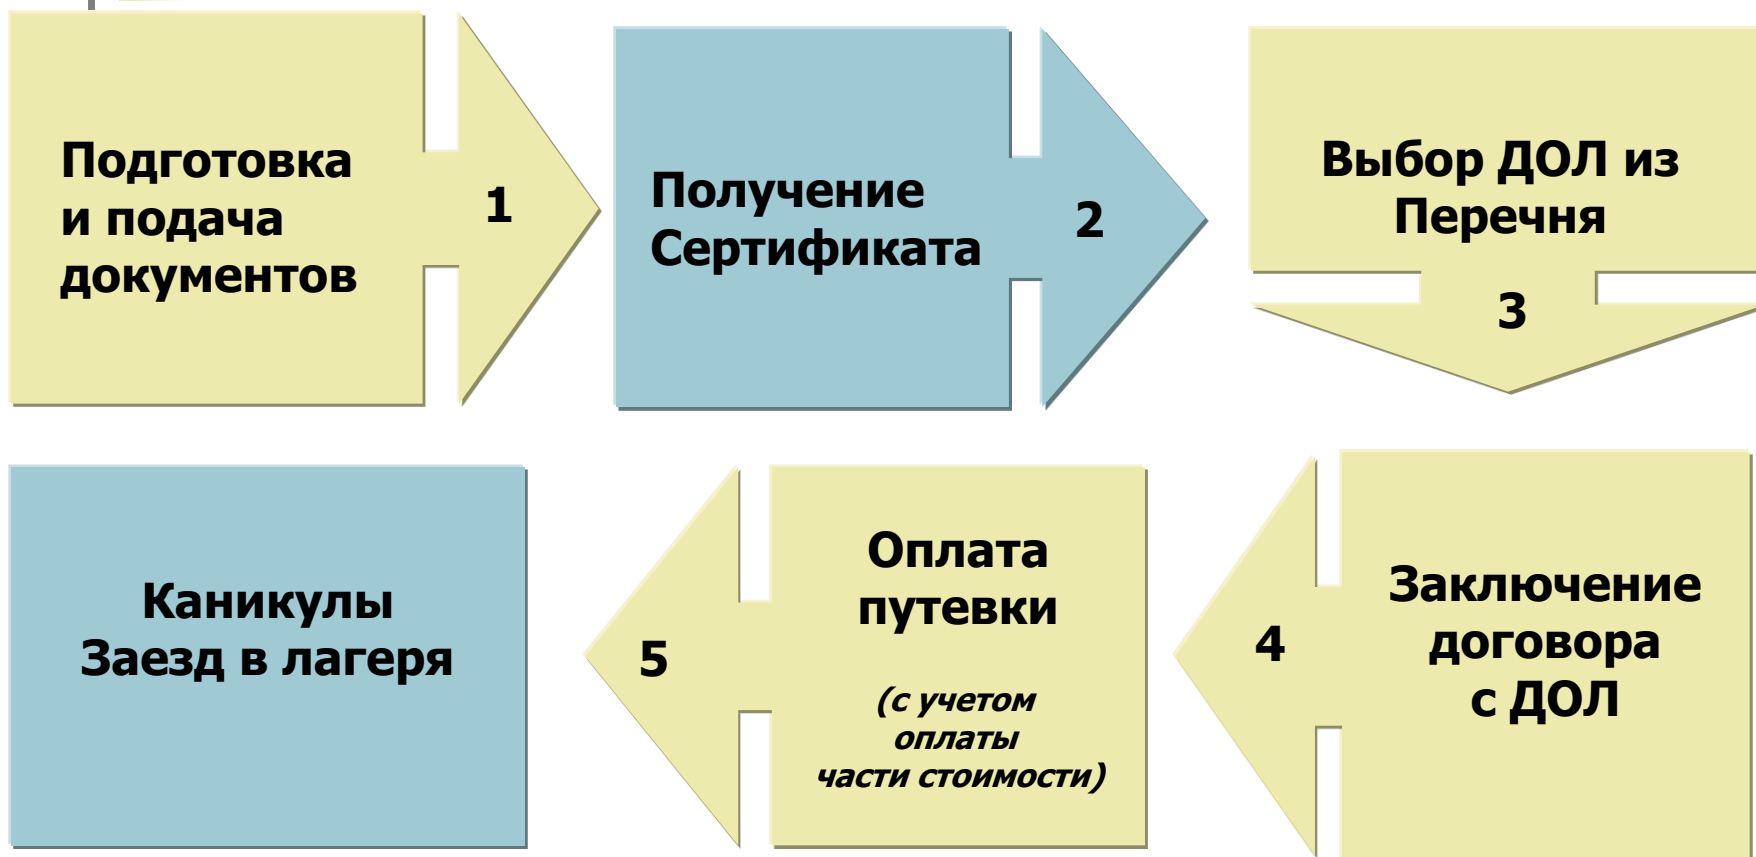 Подготовка
и подача
документов
1
Получение
Сертификата
2
Выбор ДОЛ из
Перечня
3
Заключение
договора
с ДОЛ
4
Оплата
путевки
(с учетом
оплаты
части стоимости)
5
Каникулы
Заезд в лагеря